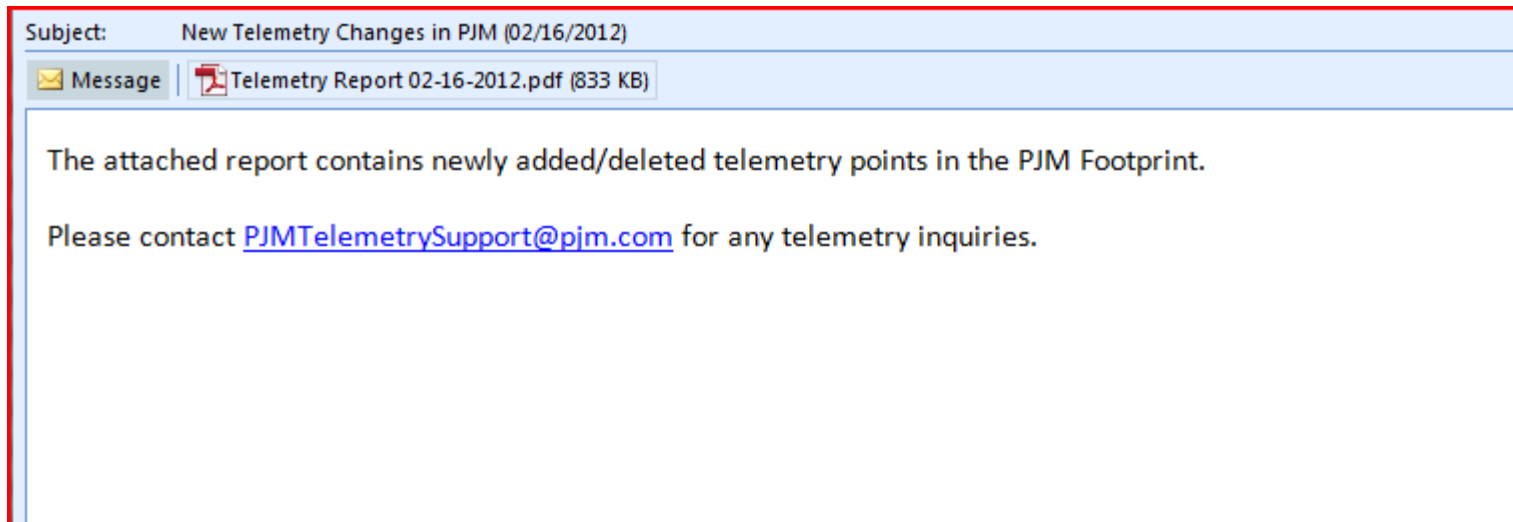 Subject: New Telemetry Changes in PJM (02/16/2012)
Message Telemetry Report 02-16-2012.pdf (833 KB)
The attached report contains newly added/deleted telemetry points in the PJM Footprint.
Please contact PJMTelemetrySupport@pjm.com for any telemetry inquiries.